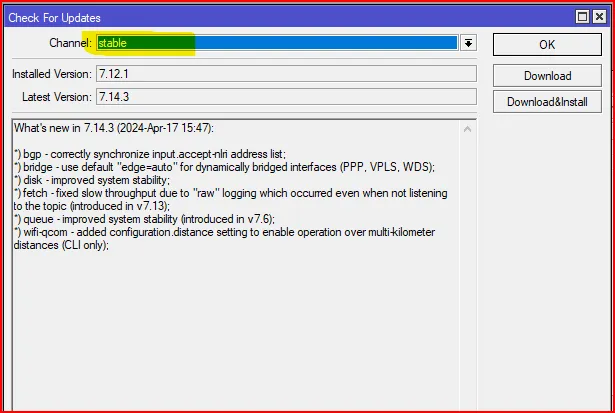 Check For Updates
Channel: stable
OK
Installed Version: 7.12.1
Download
Latest Version: 7.14.3
Download&Install
What's new in 7.14.3 (2024-Apr-17 15:47):
*) bgp - correctly synchronize input.accept-nlri address list;
*) bridge - use default "edge=auto" for dynamically bridged interfaces (PPP, VPLS, WDS);
*) disk - improved system stability;
*) fetch - fixed slow throughput due to "raw" logging which occurred even when not listening
to the topic (introduced in v7.13);
*) queue - improved system stability (introduced in v7.6);
*) wifi-qcom - added configuration.distance setting to enable operation over multi-kilometer
distances (CLI only);